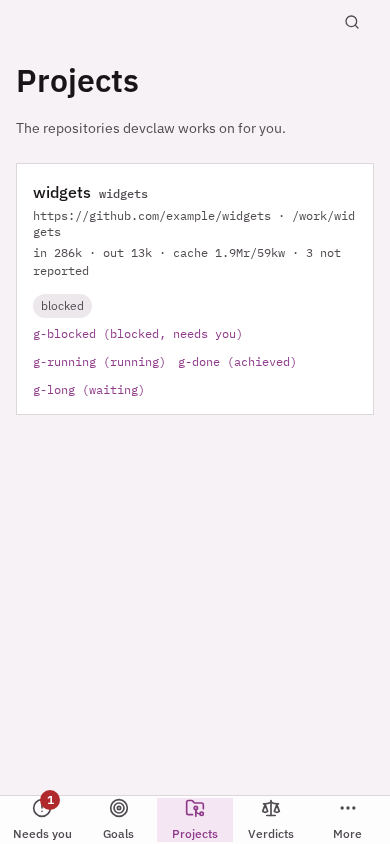 Projects
The repositories devclaw works on for you.
widgets widgets
https://github.com/example/widgets · /work/wid
gets
in 286k · out 13k · cache 1.9Mr/59kw · 3 not
reported
blocked
g-blocked (blocked, needs you)
g-running (running) g-done (achieved)
g-long (waiting)
1
Needs you Goals Projects Verdicts More